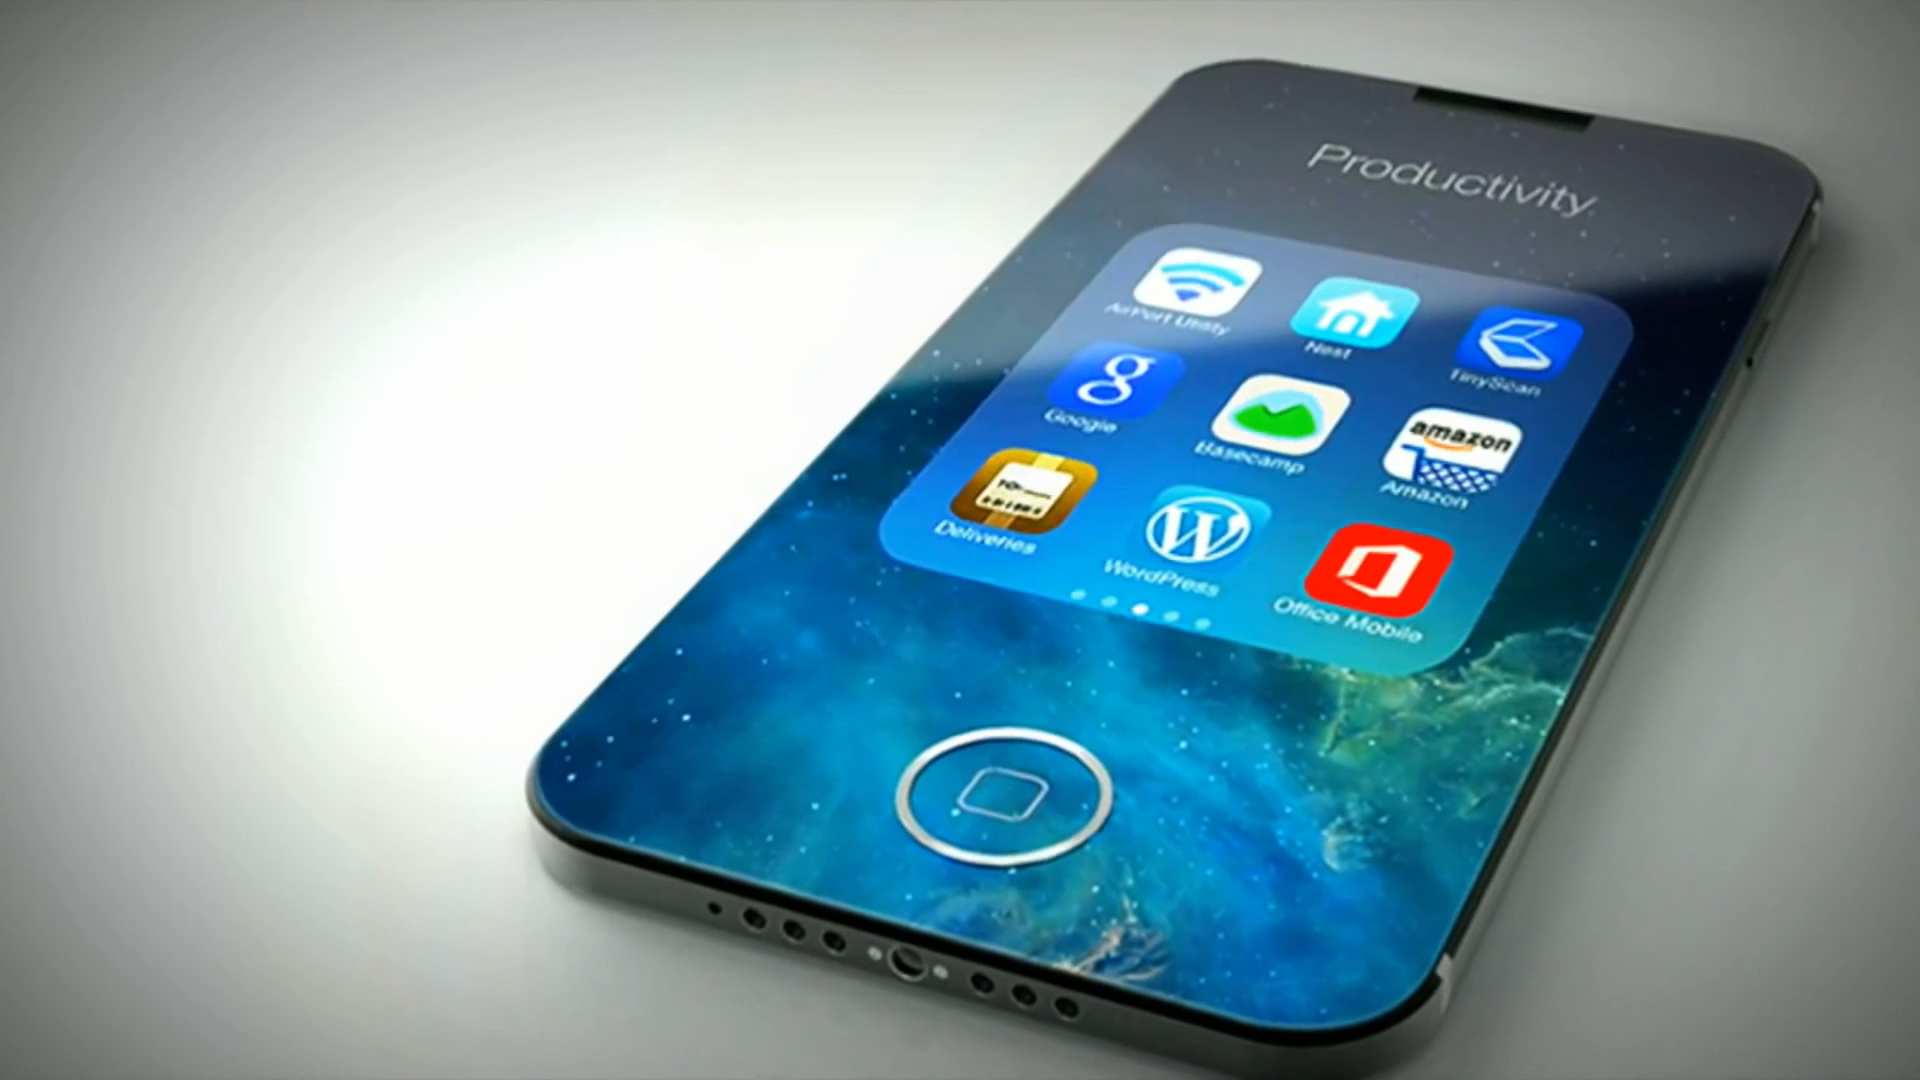 Productivity
AirPort Utility
Nest
TinyScan
g
Google
Basecamp
amazon
Amazon
Deliveries
W
WordPress
Office Mobile